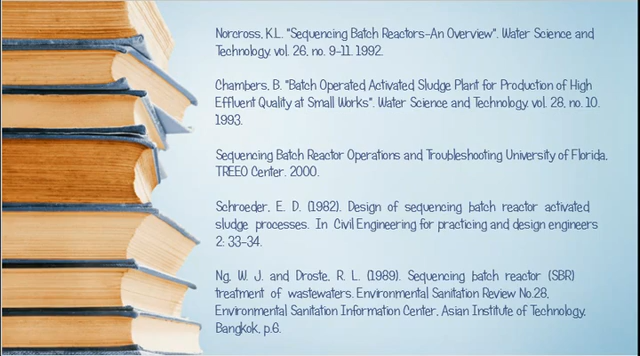 Norcross, K.L. "Sequencing Batch Reactors-An Overview". Water Science and
Technology. vol. 26, no. 9-11. 1992.
Chambers, B. "Batch Operated Activated Sludge Plant for Production of High
Effluent Quality at Small Works". Water Science and Technology. vol. 28, no. 10.
1993.
Sequencing Batch Reactor Operations and Troubleshooting University of Florida,
TREEO Center. 2000.
Schroeder, E. D. (1982). Design of sequencing batch reactor activated
sludge processes. In Civil Engineering for practicing and design engineers
2: 33-34.
Ng, W. J. and Droste, R. L. (1989). Sequencing batch reactor (SBR)
treatment of wastewaters. Environmental Sanitation Review No.28,
Environmental Sanitation Information Center, Asian Institute of Technology,
Bangkok, p.6.